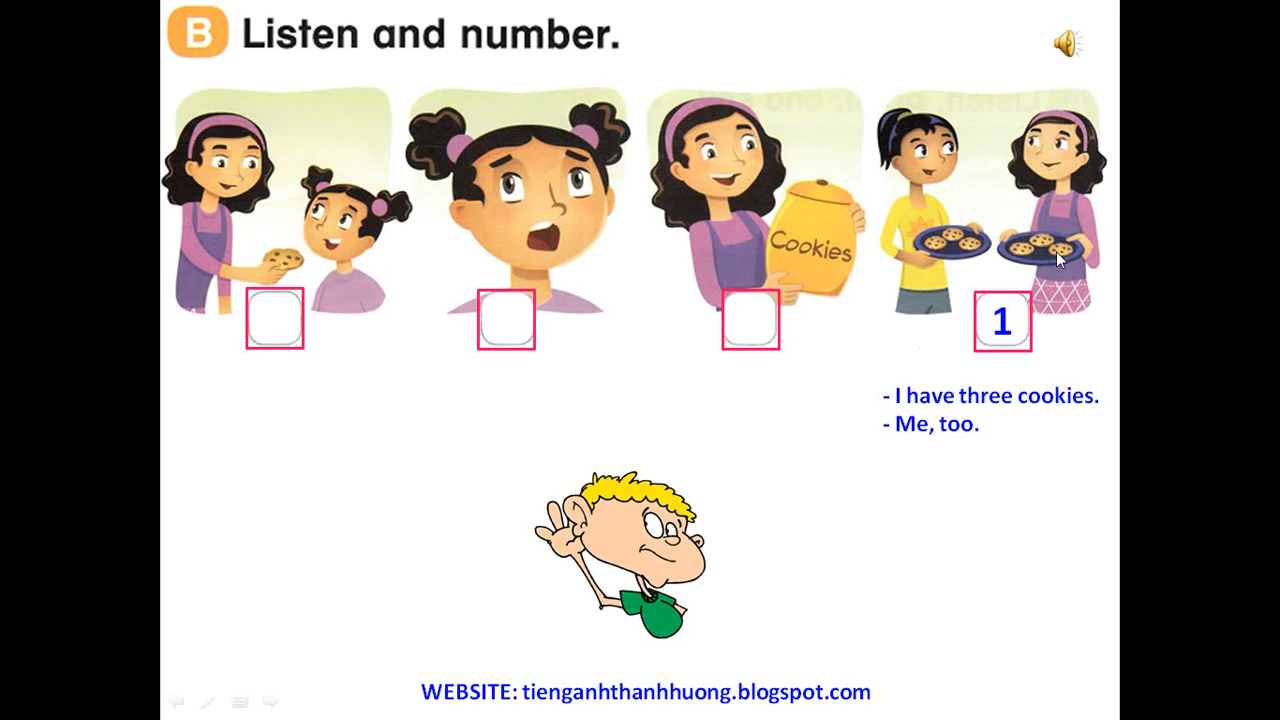 B Listen and number.
Cookies
1
- I have three cookies.
- Me, too.
WEBSITE: tienganhthanhhuong.blogspot.com